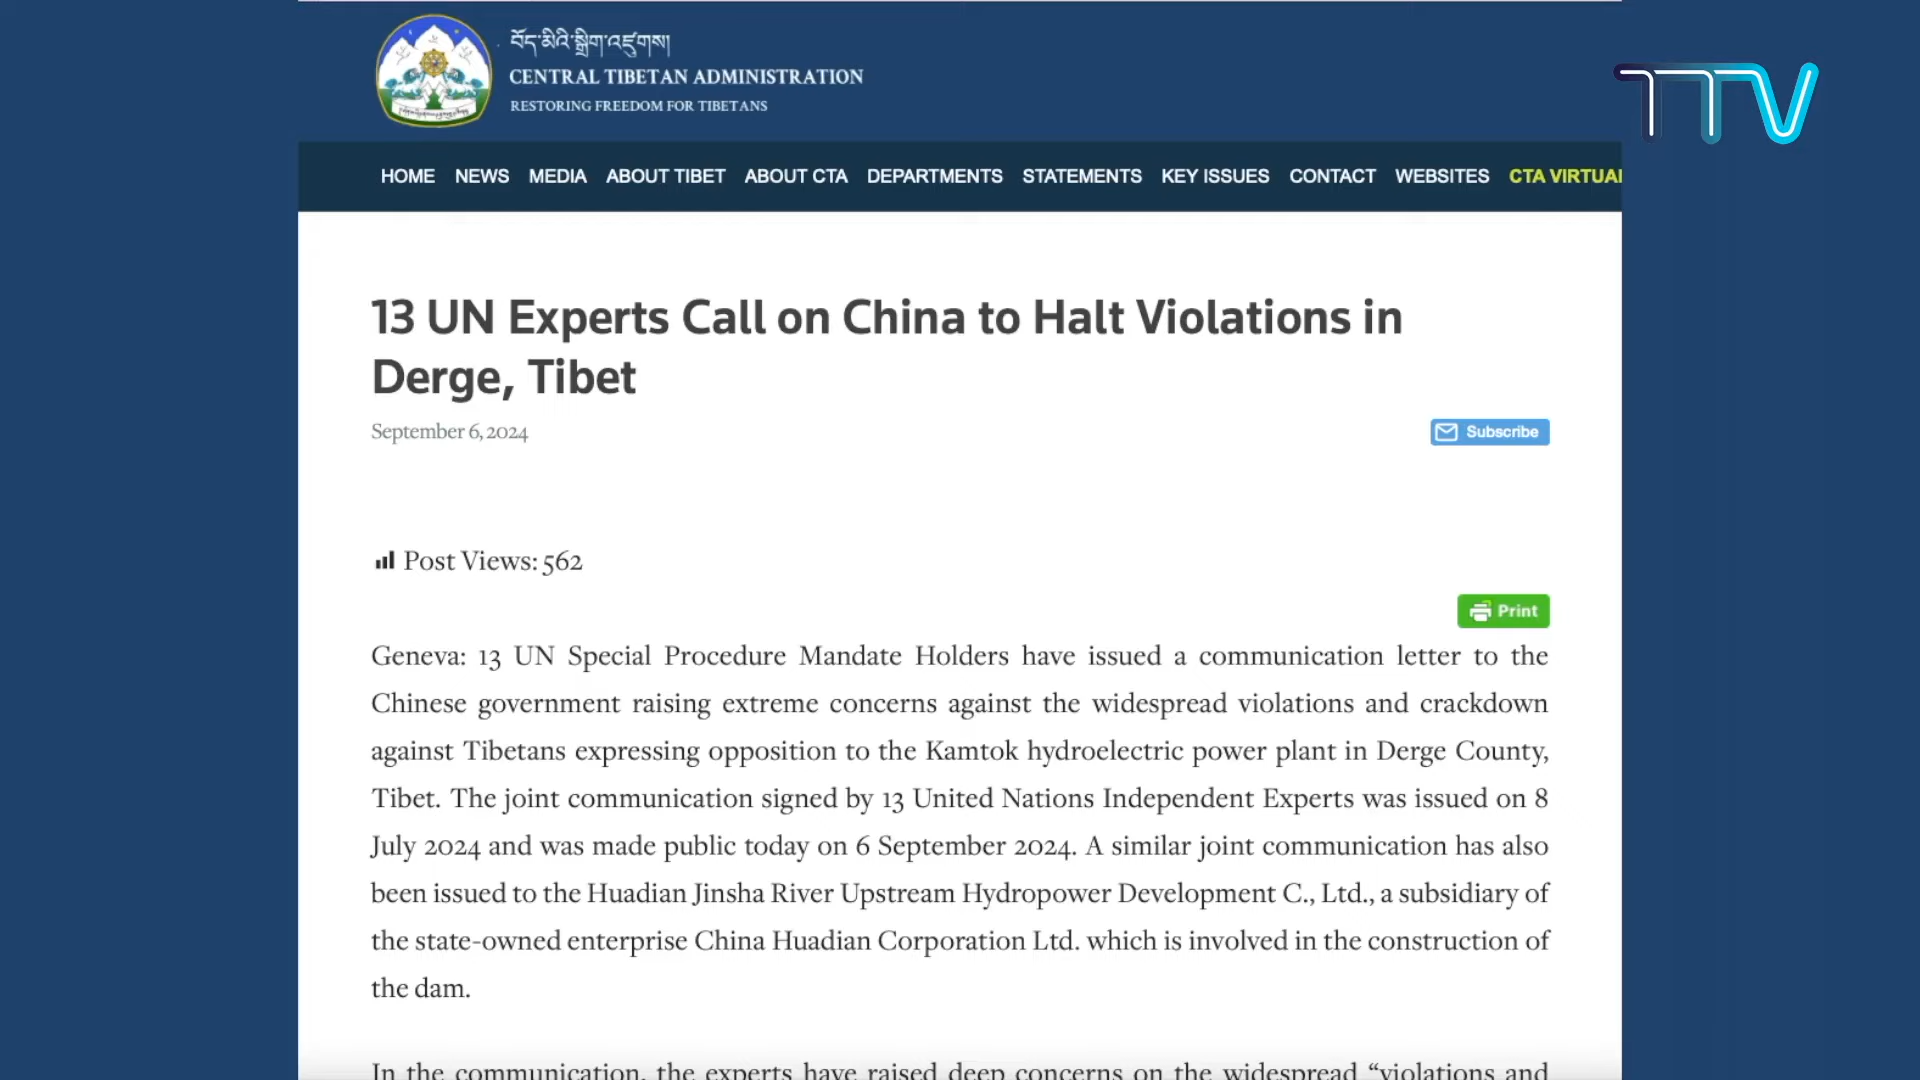 བོད་མིའི་སྒྲིག་འཛུགས།
CENTRAL TIBETAN ADMINISTRATION
RESTORING FREEDOM FOR TIBETANS
TTV
HOME NEWS MEDIA ABOUT TIBET ABOUT CTA DEPARTMENTS STATEMENTS KEY ISSUES CONTACT WEBSITES CTA VIRTUAL
13 UN Experts Call on China to Halt Violations in
Derge, Tibet
September 6, 2024
Subscribe
Post Views: 562
Print
Geneva: 13 UN Special Procedure Mandate Holders have issued a communication letter to the
Chinese government raising extreme concerns against the widespread violations and crackdown
against Tibetans expressing opposition to the Kamtok hydroelectric power plant in Derge County,
Tibet. The joint communication signed by 13 United Nations Independent Experts was issued on 8
July 2024 and was made public today on 6 September 2024. A similar joint communication has also
been issued to the Huadian Jinsha River Upstream Hydropower Development C., Ltd., a subsidiary of
the state-owned enterprise China Huadian Corporation Ltd. which is involved in the construction of
the dam.
In the communication, the experts have raised deep concerns on the widespread “violations and